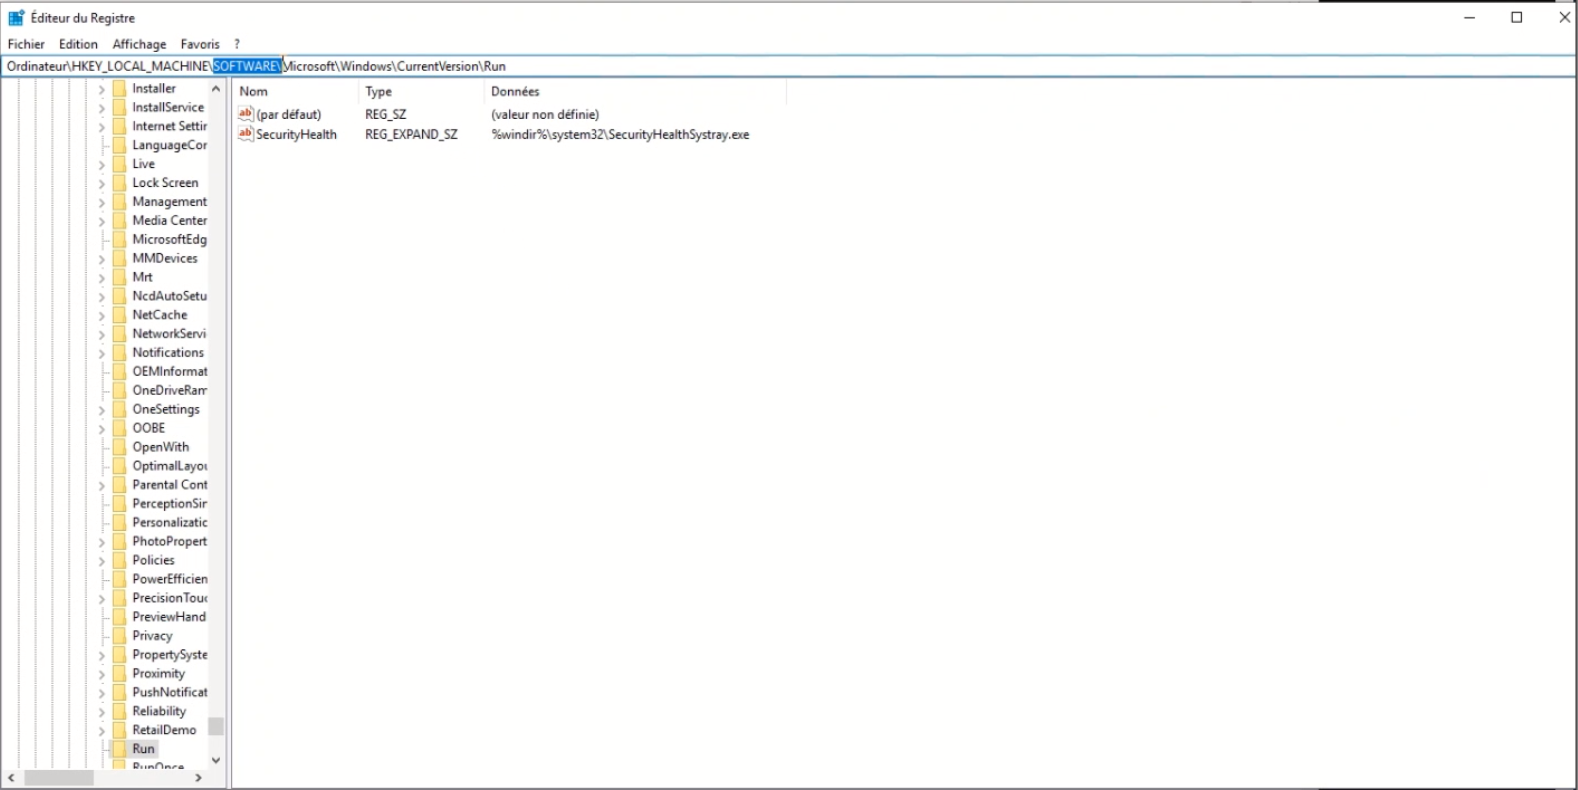 Éditeur du Registre
Fichier Edition Affichage Favoris ?
Ordinateur\HKEY_LOCAL_MACHINE\SOFTWARE\Microsoft\Windows\CurrentVersion\Run
Installer
InstallService
Internet Settir
LanguageCor
Live
Lock Screen
Management
Media Center
MicrosoftEdg
MMDevices
Mrt
NcdAutoSetu
NetCache
NetworkServi
Notifications
OEMInformat
OneDriveRam
OneSettings
OOBE
OpenWith
OptimalLayou
Parental Cont
PerceptionSir
Personalizatic
PhotoPropert
Policies
PowerEfficien
PrecisionTouc
PreviewHand
Privacy
PropertySyste
Proximity
PushNotificat
Reliability
RetailDemo
Run
RunOnce
Nom Type Données
(par défaut) REG_SZ (valeur non définie)
SecurityHealth REG_EXPAND_SZ %windir%\system32\SecurityHealthSystray.exe